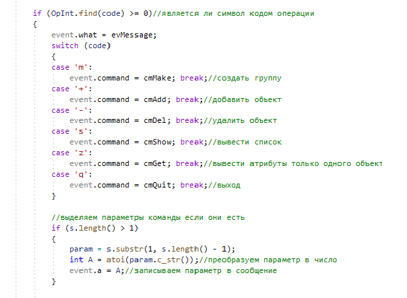 if (OpInt.find(code) >= 0)//является ли символ кодом операции
{
event.what = evMessage;
switch (code)
{
case 'm':
event.command = cmMake; break;//создать группу
case '+':
event.command = cmAdd; break;//добавить объект
case '-':
event.command = cmDel; break;//удалить объект
case 's':
event.command = cmShow; break;//вывести список
case 'z':
event.command = cmGet; break;//вывести атрибуты только одного объект
case 'q':
event.command = cmQuit; break;//выход
}
//выделяем параметры команды если они есть
if (s.length() > 1)
{
param = s.substr(1, s.length() - 1);
int A = atoi(param.c_str());//преобразуем параметр в число
event.a = A;//записываем параметр в сообщение
}